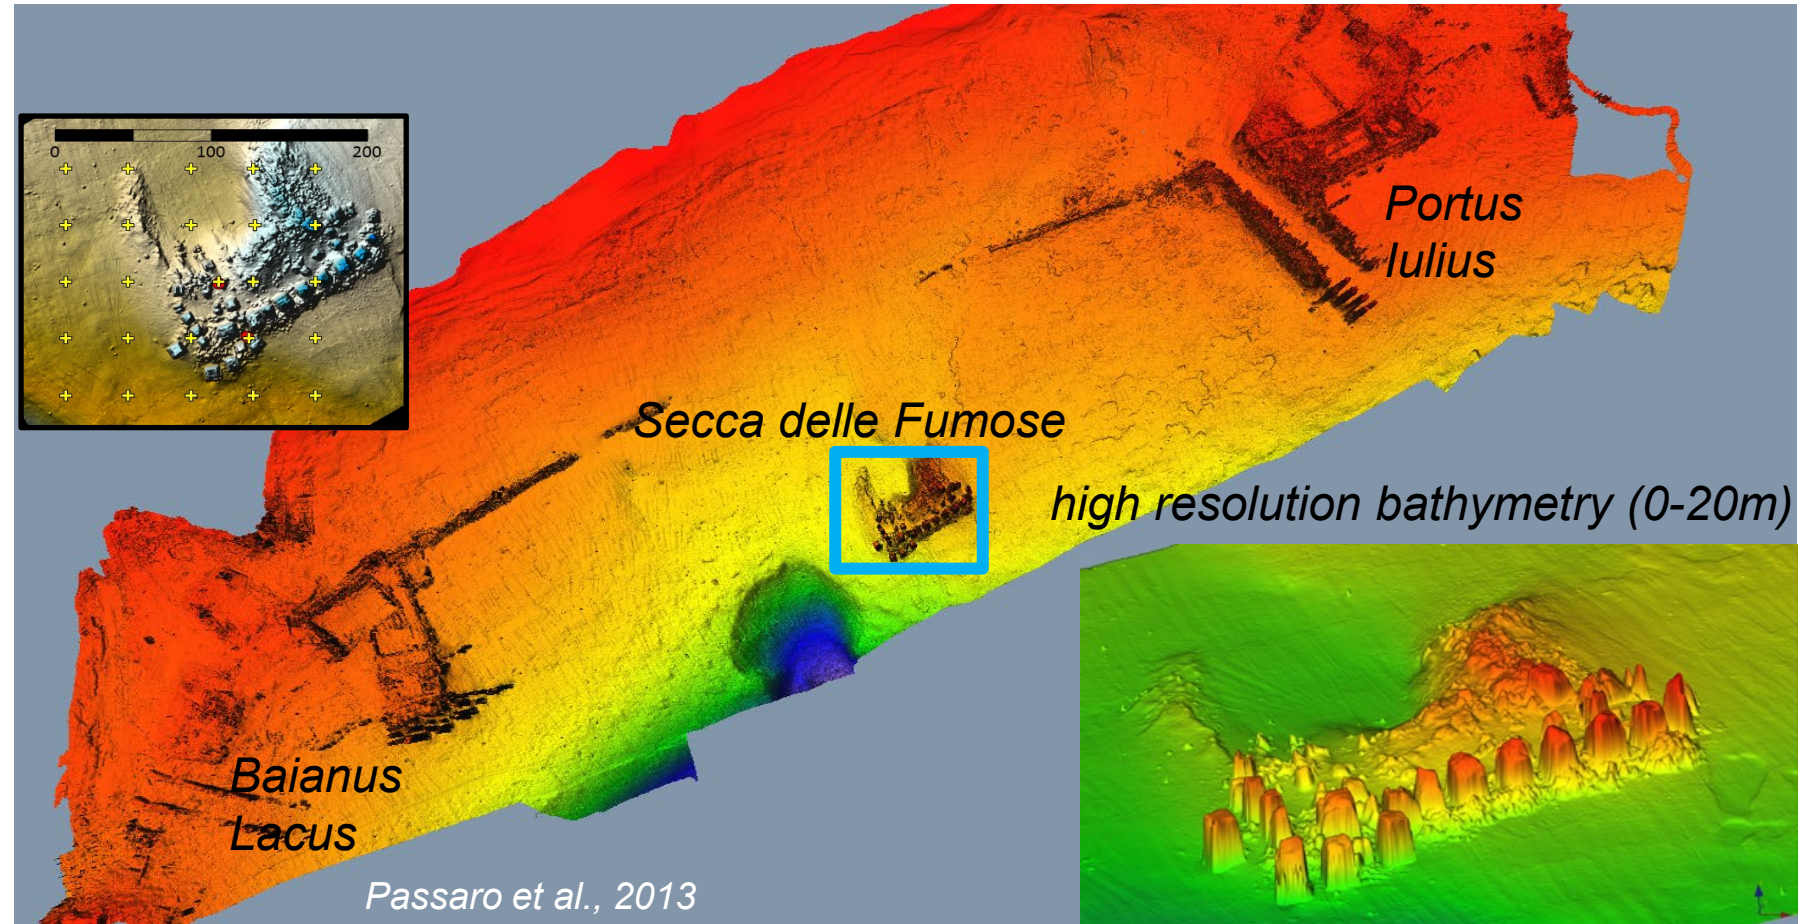 0 100 200
Portus
Iulius
Secca delle Fumose
high resolution bathymetry (0-20m)
Baianus
Lacus
Passaro et al., 2013